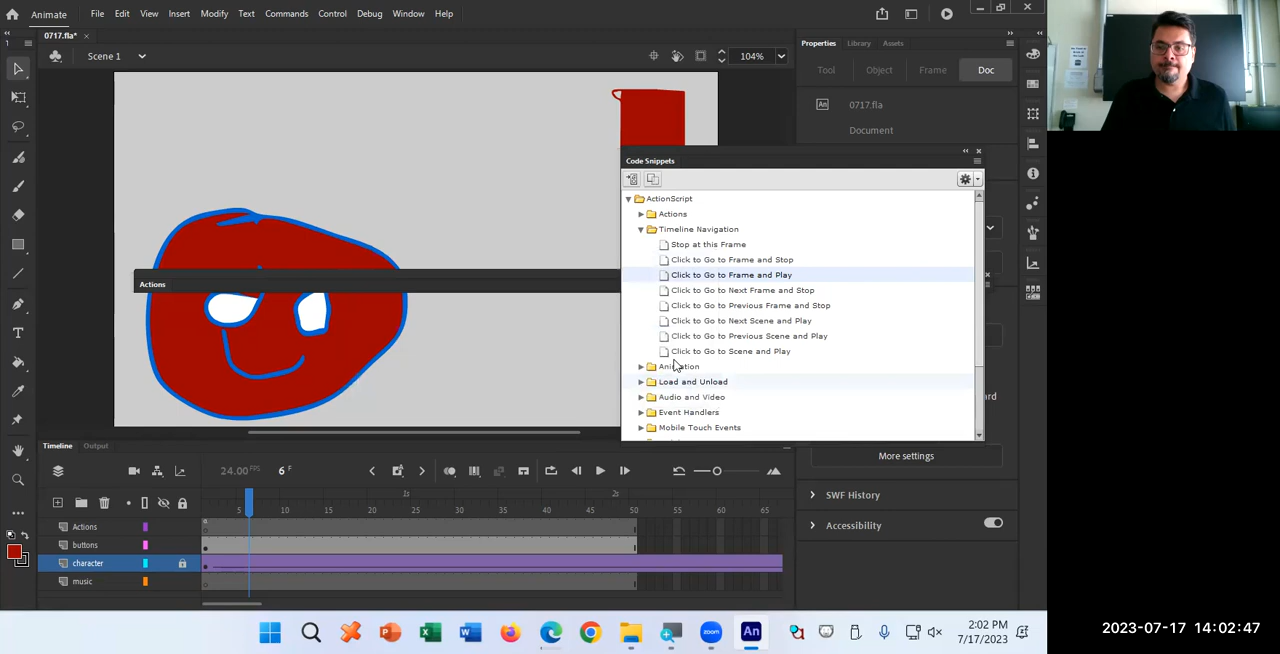 Animate File Edit View Insert Modify Text Commands Control Debug Window Help
0717.fla*
Scene 1
104%
Properties Library Assets
Tool Object Frame Doc
An 0717.fla
Document
Code Snippets
ActionScript
Actions
Timeline Navigation
Stop at this Frame
Click to Go to Frame and Stop
Click to Go to Frame and Play
Click to Go to Next Frame and Stop
Click to Go to Previous Frame and Stop
Click to Go to Next Scene and Play
Click to Go to Previous Scene and Play
Click to Go to Scene and Play
Animation
Load and Unload
Audio and Video
Event Handlers
Mobile Touch Events
Actions
More settings
SWF History
Accessibility
Timeline Output
24.00 FPS 6 F
1s 2s
5 10 15 20 25 30 35 40 45 50 55 60 65
Actions
buttons
character
music
zoom
An
2:02 PM
7/17/2023
2023-07-17 14:02:47